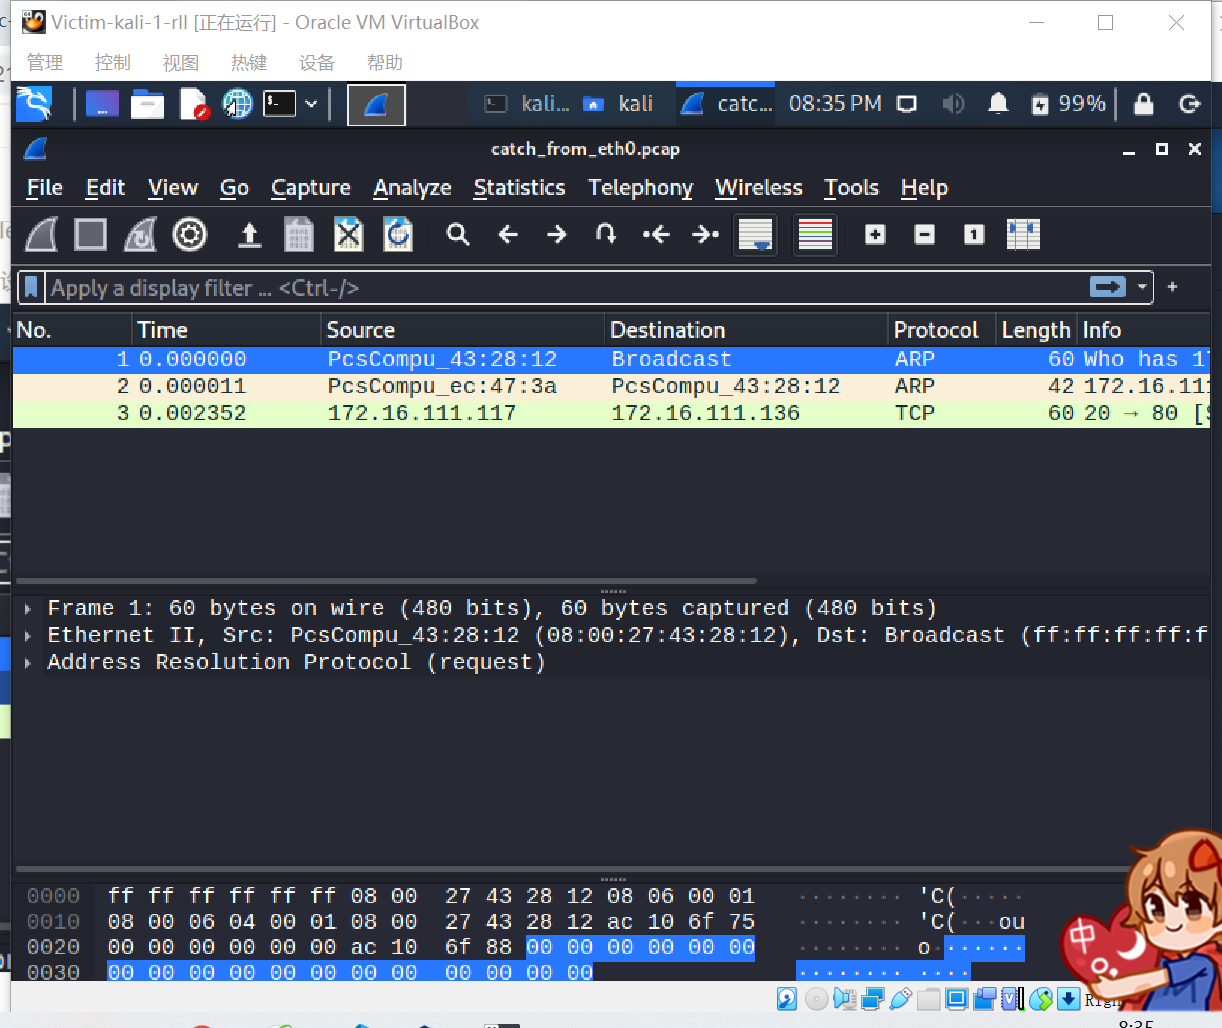 Victim-kali-1-rll [正在运行] - Oracle VM VirtualBox
管理 控制 视图 热键 设备 帮助
kali... kali catc... 08:35 PM 99%
catch_from_eth0.pcap
File Edit View Go Capture Analyze Statistics Telephony Wireless Tools Help
Apply a display filter ... <Ctrl-/>
No. Time Source Destination Protocol Length Info
1 0.000000 PcsCompu_43:28:12 Broadcast ARP 60 Who has
2 0.000011 PcsCompu_ec:47:3a PcsCompu_43:28:12 ARP 42 172.16.11
3 0.002352 172.16.111.117 172.16.111.136 TCP 60 20 → 80 [
Frame 1: 60 bytes on wire (480 bits), 60 bytes captured (480 bits)
Ethernet II, Src: PcsCompu_43:28:12 (08:00:27:43:28:12), Dst: Broadcast (ff:ff:ff:ff:f
Address Resolution Protocol (request)
0000 ff ff ff ff ff ff 08 00 27 43 28 12 08 06 00 01 ········ 'C(·····
0010 08 00 06 04 00 01 08 00 27 43 28 12 ac 10 6f 75 ········ 'C(···ou
0020 00 00 00 00 00 00 ac 10 6f 88 00 00 00 00 00 00 ········ o·······
0030 00 00 00 00 00 00 00 00 00 00 00 00 ········ ····
中
8:35